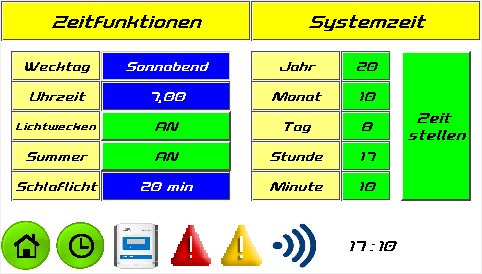 Zeitfunktionen
Systemzeit
Wecktag Sonnabend
Uhrzeit 7,00
Lichtwecken AN
Summer AN
Schlaflicht 20 min
Jahr 20
Monat 10
Tag 8
Stunde 17
Minute 10
Zeit
stellen
17:10